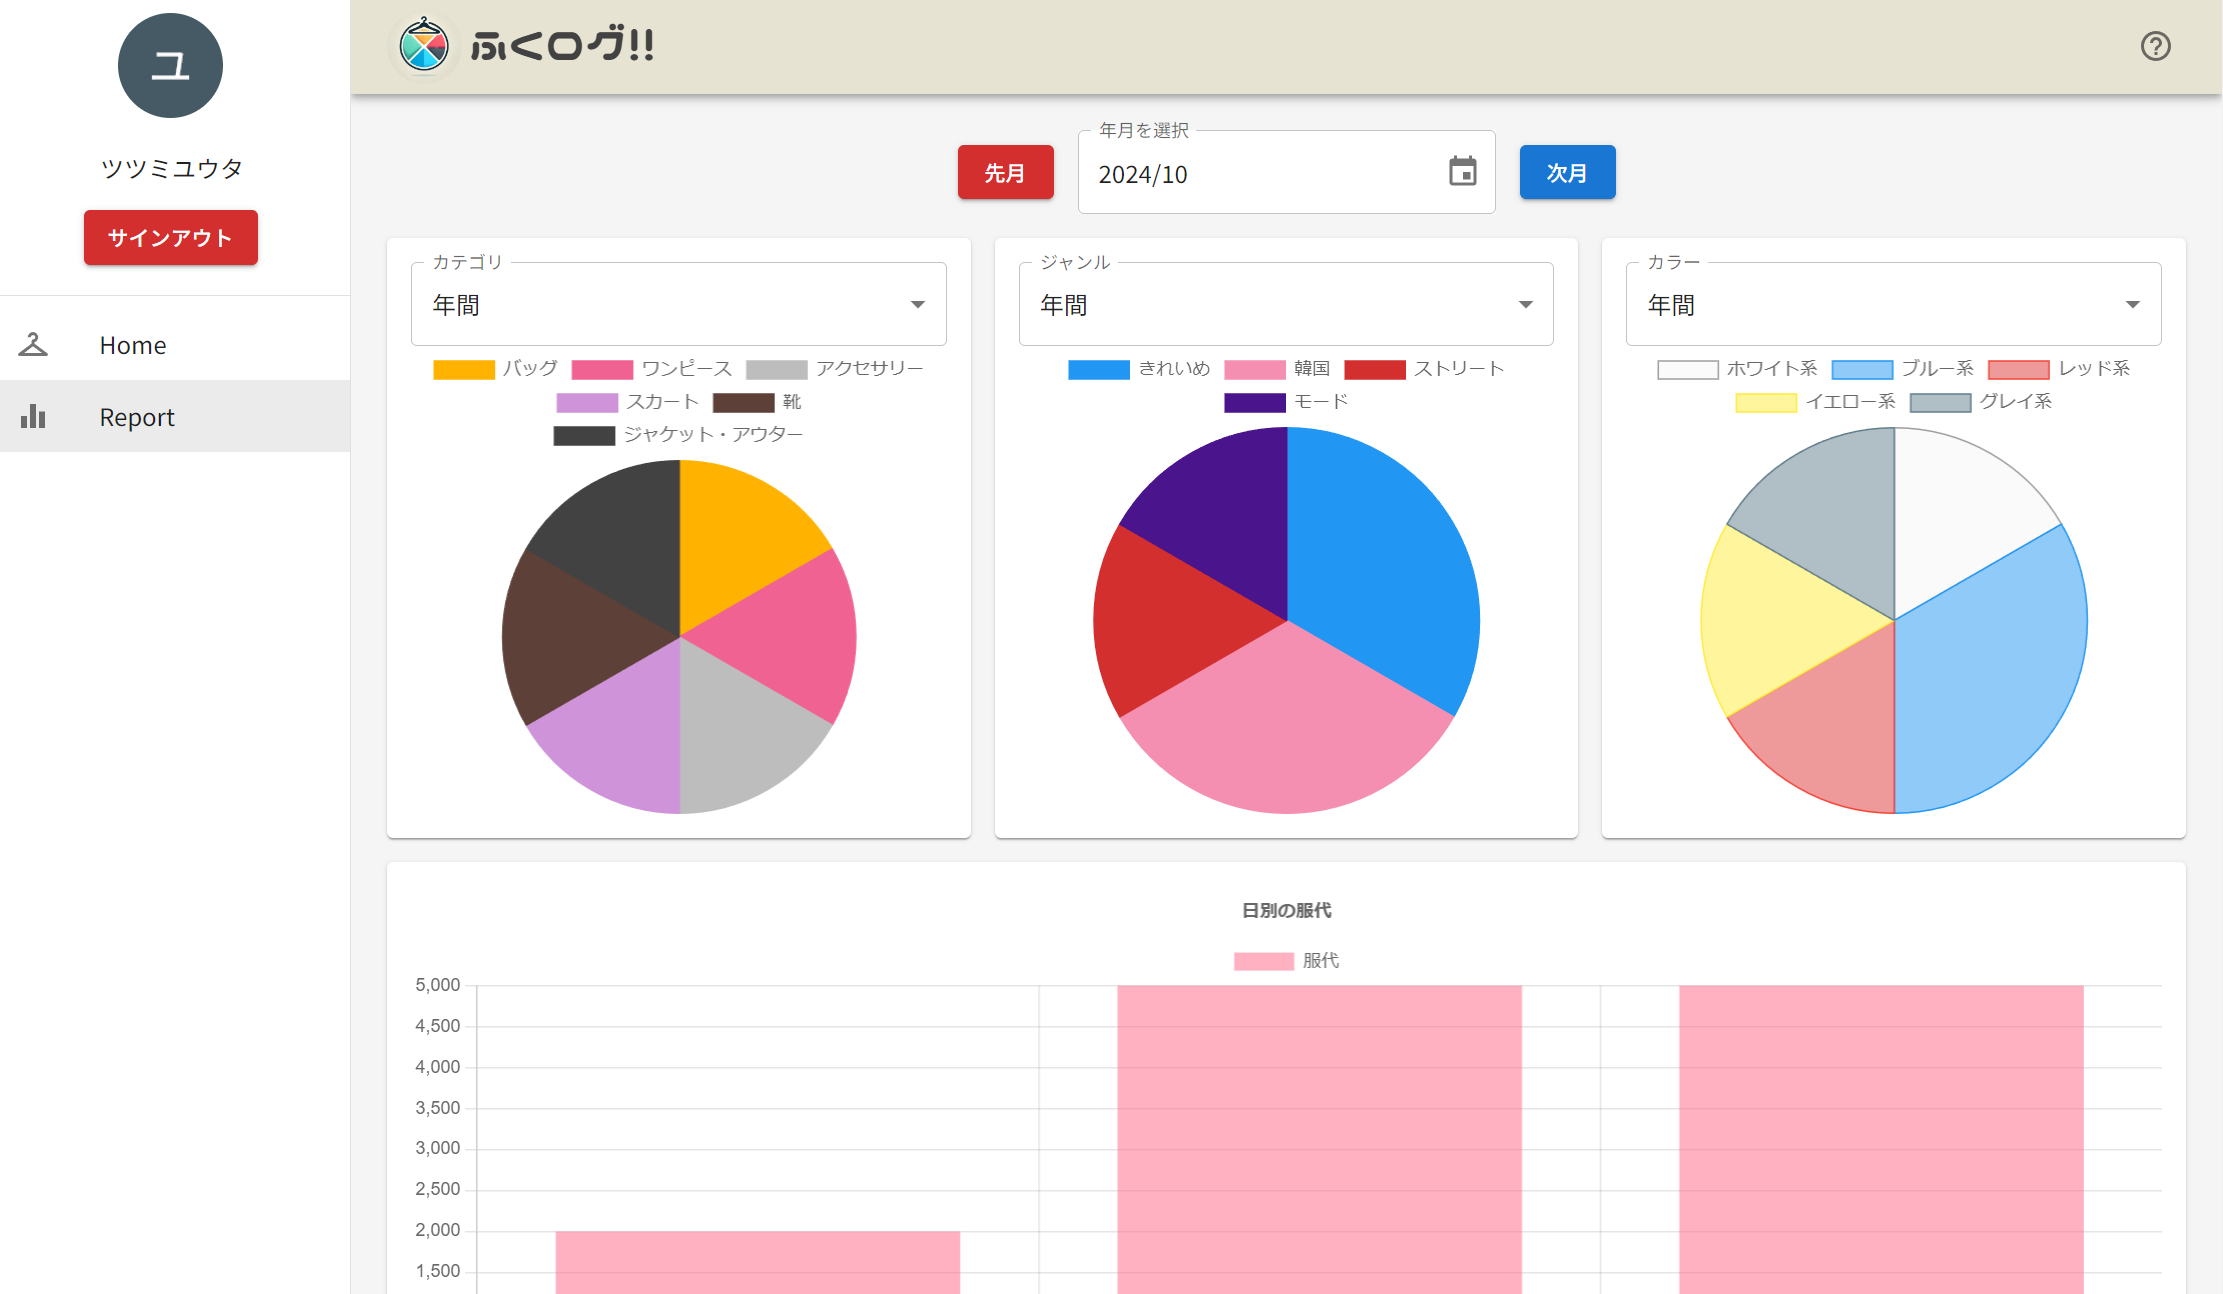 ユ
ツツミユウタ
サインアウト
Home
Report
ふくログ!!
先月
年月を選択
2024/10
次月
カテゴリ
年間
バッグ ワンピース アクセサリー
スカート 靴
ジャケット・アウター
ジャンル
年間
きれいめ 韓国 ストリート
モード
カラー
年間
ホワイト系 ブルー系 レッド系
イエロー系 グレイ系
日別の服代
服代
5,000
4,500
4,000
3,500
3,000
2,500
2,000
1,500